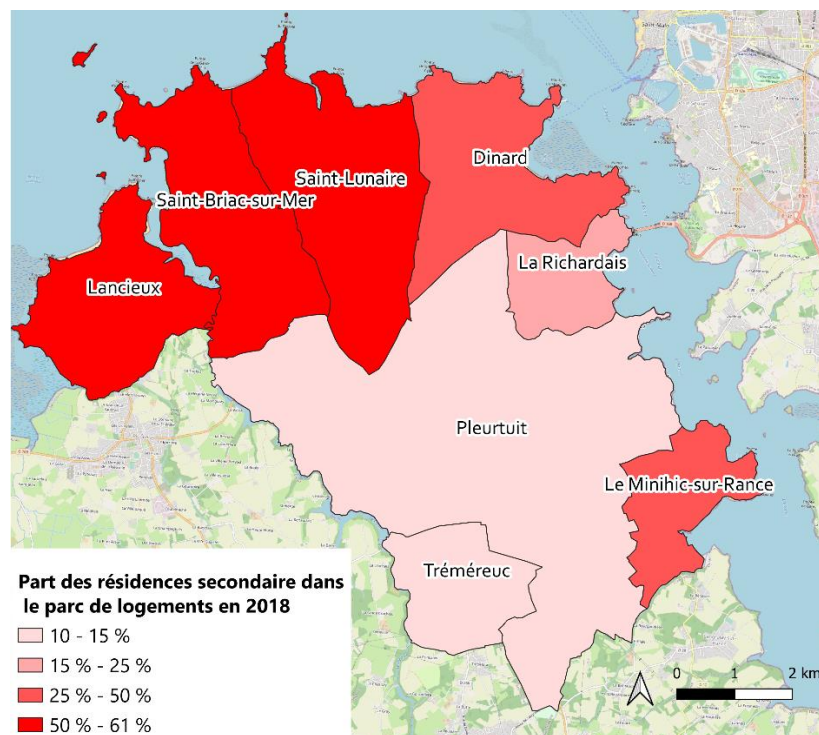 Saint-Malo
Dinard
Saint-Lunaire
Saint-Briac-sur-Mer
La Richardais
Lancieux
Pleurtuit
Le Minihic-sur-Rance
Tréméreuc
Part des résidences secondaire dans
le parc de logements en 2018
10 - 15 %
15 % - 25 %
25 % - 50 %
50 % - 61 %
0 1 2 km